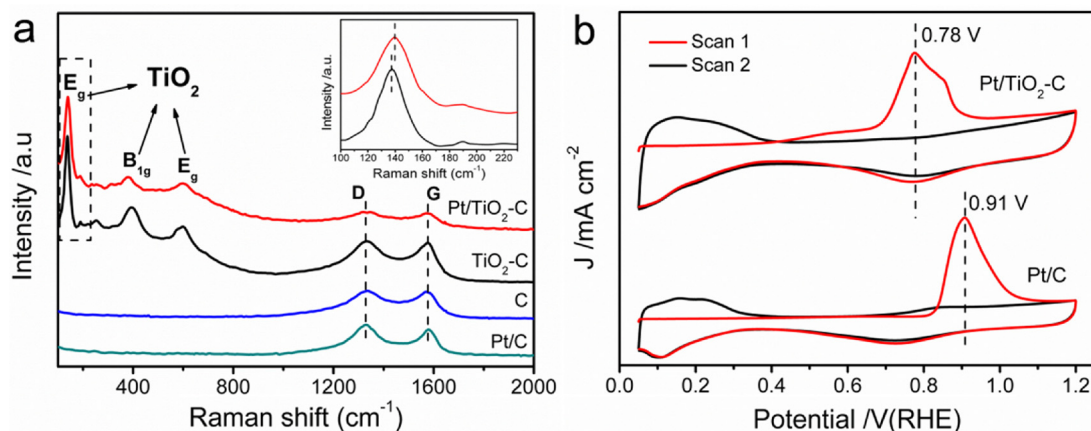 a
Intensity /a.u
E_g
TiO₂
B₁g
E_g
D
G
Pt/TiO₂-C
TiO₂-C
C
Pt/C
400 800 1200 1600 2000
Raman shift (cm⁻¹)
Intensity /a.u.
100 120 140 160 180 200 220
Raman shift /cm⁻¹
b
J /mA cm⁻²
Scan 1
Scan 2
0.78 V
Pt/TiO₂-C
0.91 V
Pt/C
0.0 0.2 0.4 0.6 0.8 1.0 1.2
Potential /V(RHE)